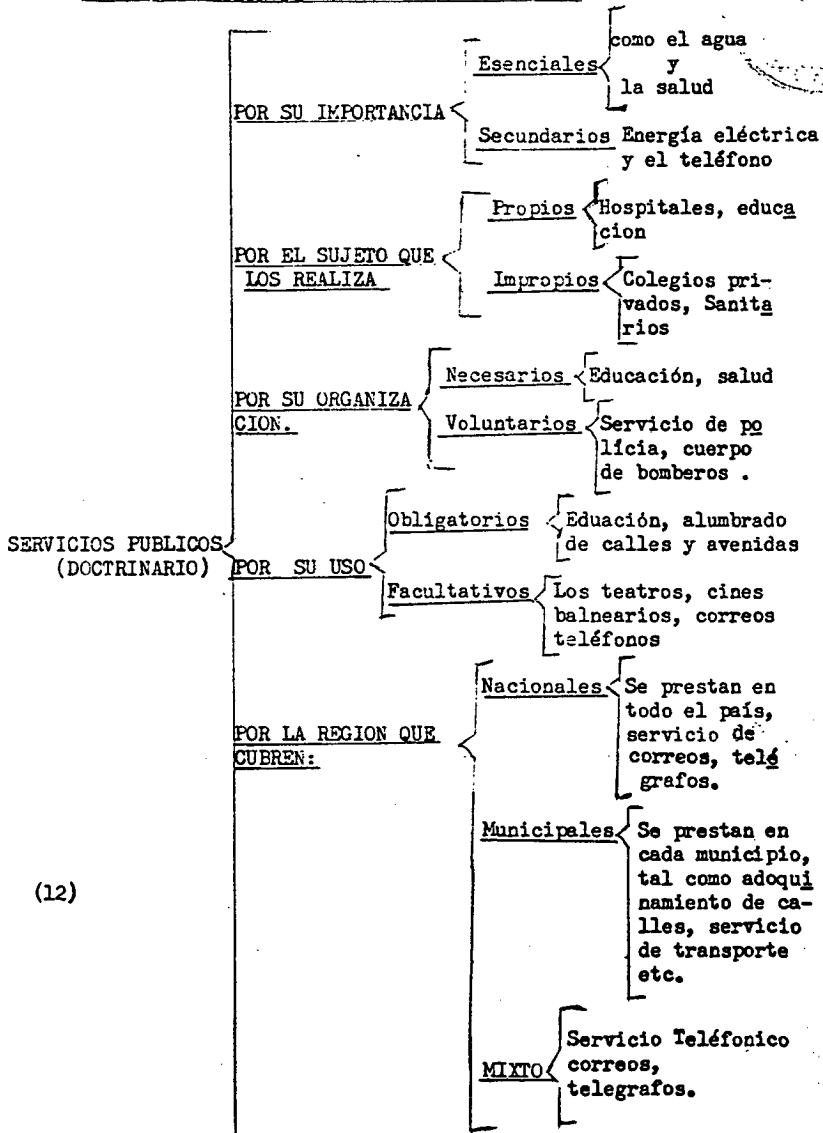 como el agua
Esenciales y
la salud
POR SU IMPORTANCIA
Secundarios Energía eléctrica
y el teléfono
Propios Hospitales, educa
cion
POR EL SUJETO QUE
LOS REALIZA
Impropios Colegios pri-
vados, Sanita
rios
Necesarios Educación, salud
POR SU ORGANIZA
CION.
Voluntarios Servicio de po
lícia, cuerpo
de bomberos .
SERVICIOS PUBLICOS
(DOCTRINARIO)
POR SU USO
Obligatorios Eduación, alumbrado
de calles y avenidas
Facultativos Los teatros, cines
balnearios, correos
teléfonos
POR LA REGION QUE
CUBREN:
Nacionales Se prestan en
todo el país,
servicio de
correos, telé
grafos.
Municipales Se prestan en
cada municipio,
tal como adoqui
namiento de ca-
lles, servicio
de transporte
etc.
(12)
MIXTO Servicio Teléfonico
correos,
telegrafos.